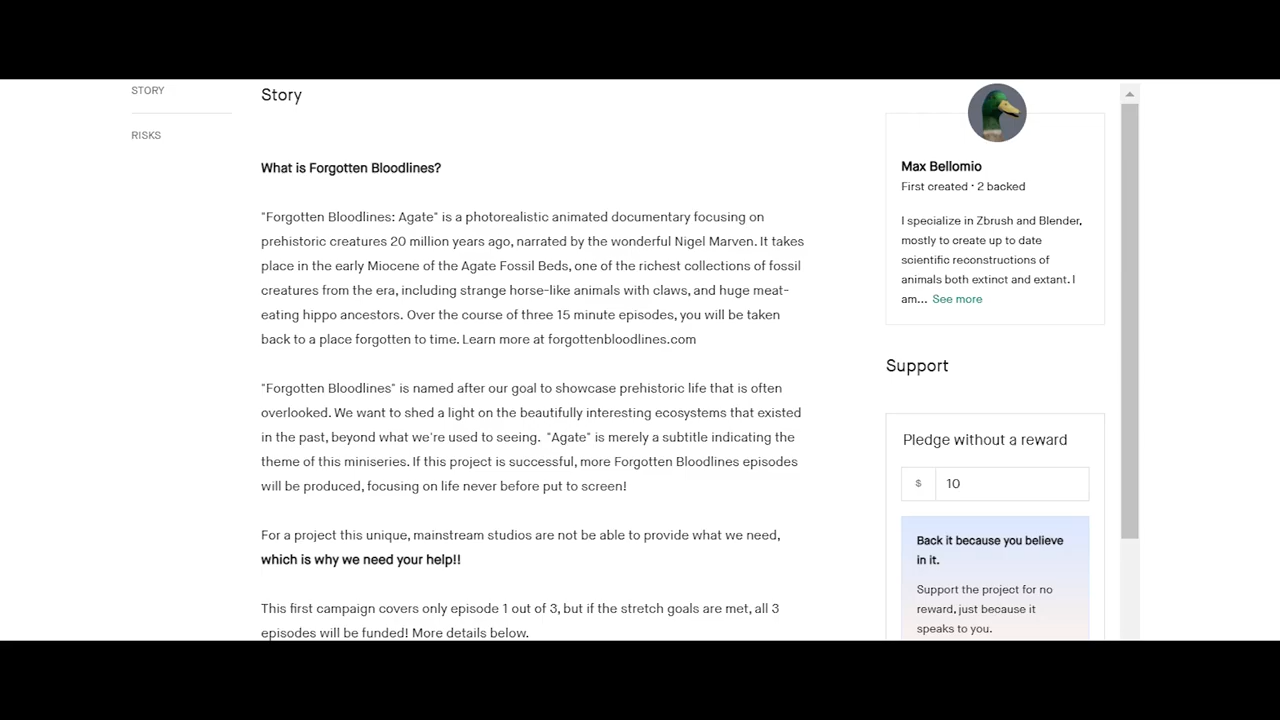 STORY
RISKS
Story
What is Forgotten Bloodlines?
"Forgotten Bloodlines: Agate" is a photorealistic animated documentary focusing on
prehistoric creatures 20 million years ago, narrated by the wonderful Nigel Marven. It takes
place in the early Miocene of the Agate Fossil Beds, one of the richest collections of fossil
creatures from the era, including strange horse-like animals with claws, and huge meat-
eating hippo ancestors. Over the course of three 15 minute episodes, you will be taken
back to a place forgotten to time. Learn more at forgottenbloodlines.com
"Forgotten Bloodlines" is named after our goal to showcase prehistoric life that is often
overlooked. We want to shed a light on the beautifully interesting ecosystems that existed
in the past, beyond what we're used to seeing. "Agate" is merely a subtitle indicating the
theme of this miniseries. If this project is successful, more Forgotten Bloodlines episodes
will be produced, focusing on life never before put to screen!
For a project this unique, mainstream studios are not be able to provide what we need,
which is why we need your help!!
This first campaign covers only episode 1 out of 3, but if the stretch goals are met, all 3
episodes will be funded! More details below.
Max Bellomio
First created · 2 backed
I specialize in Zbrush and Blender,
mostly to create up to date
scientific reconstructions of
animals both extinct and extant. I
am... See more
Support
Pledge without a reward
$ 10
Back it because you believe
in it.
Support the project for no
reward, just because it
speaks to you.